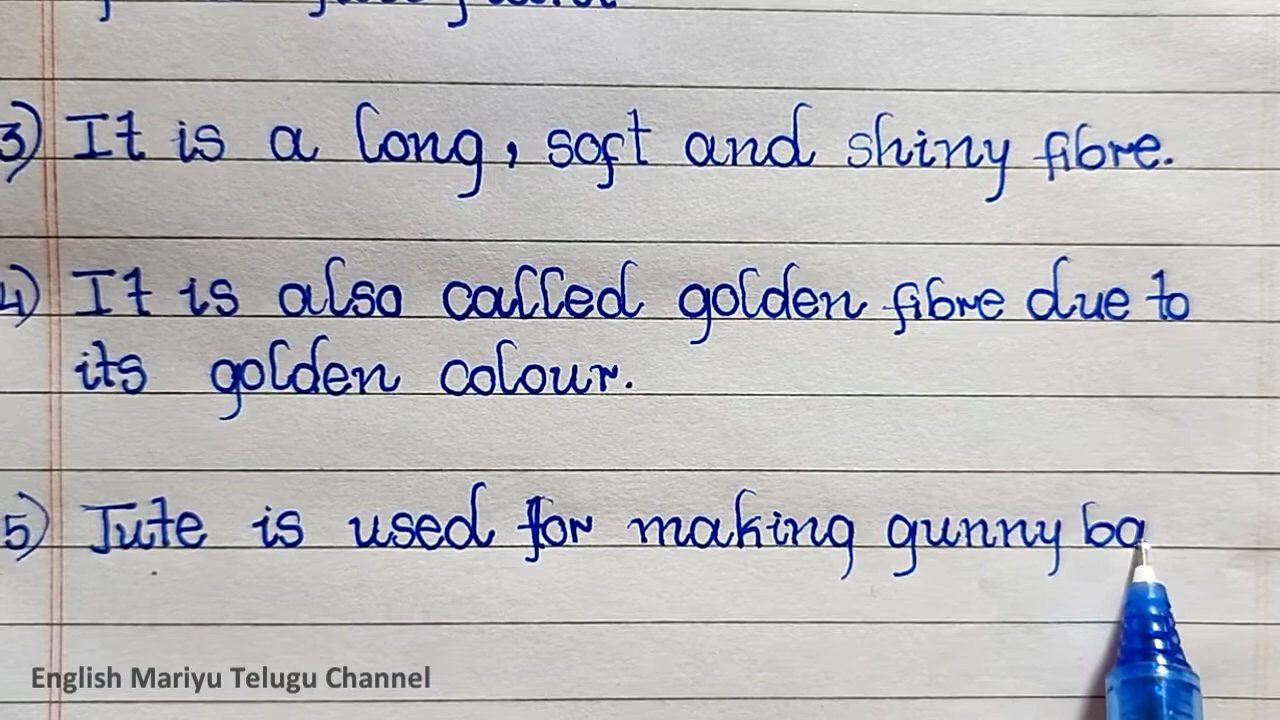 3) It is a long, soft and shiny fibre.
4) It is also called golden fibre due to
its golden colour.
5) Jute is used for making gunny ba
English Mariyu Telugu Channel